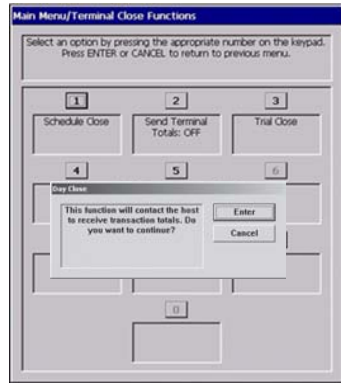 Main Menu/Terminal Close Functions
Select an option by pressing the appropriate number on the keypad.
Press ENTER or CANCEL to return to previous menu.
1 2 3
Schedule Close Send Terminal Trial Close
Totals: OFF
4 5 6
Day Close
This function will contact the host
to receive transaction totals. Do
you want to continue?
Enter
Cancel
0